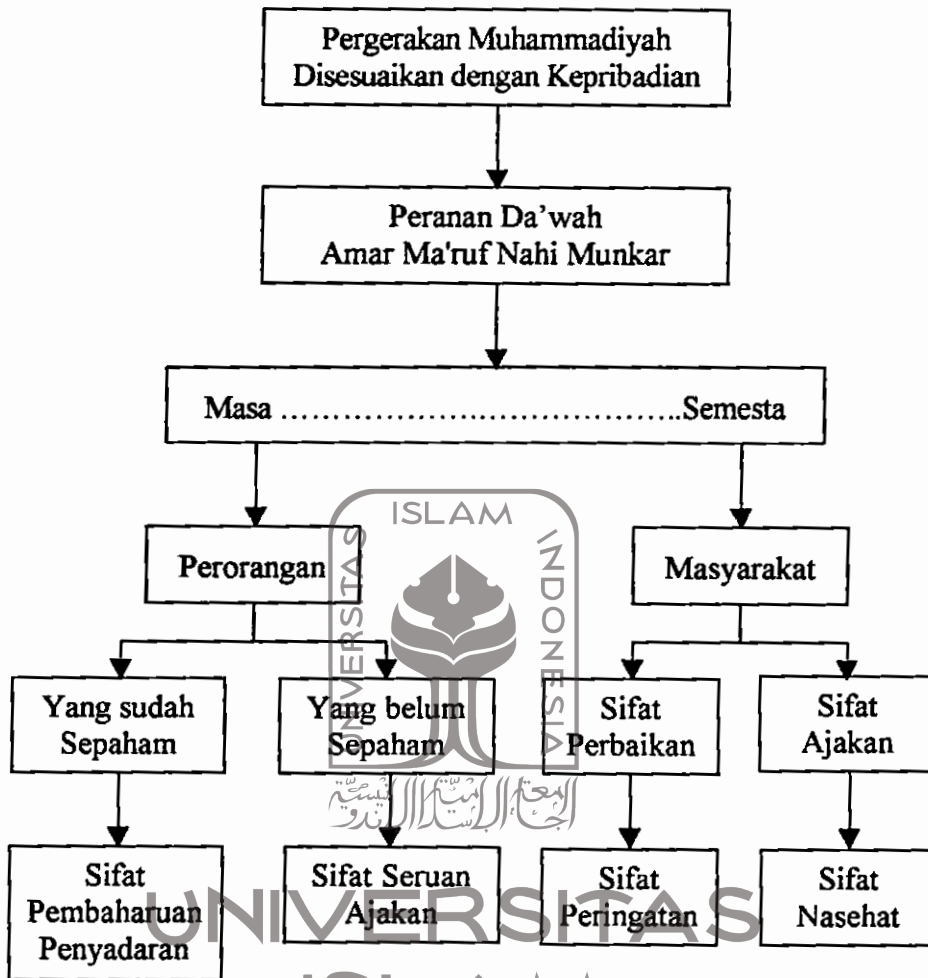 Pergerakan Muhammadiyah
Disesuaikan dengan Kepribadian
Peranan Da'wah
Amar Ma'ruf Nahi Munkar
Masa ........................................Semesta
Perorangan
Masyarakat
Yang sudah
Sepaham
Yang belum
Sepaham
Sifat
Perbaikan
Sifat
Ajakan
Sifat
Pembaharuan
Penyadaran
Sifat Seruan
Ajakan
Sifat
Peringatan
Sifat
Nasehat
UNIVERSITAS
ISLAM
INDONESIA
UNIVERSITAS
ISLAM